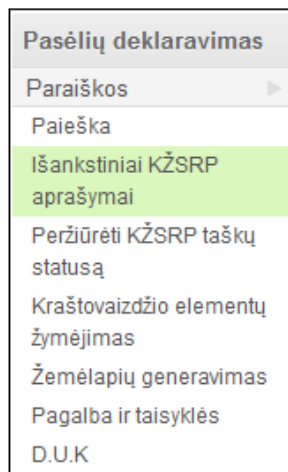 Pasėlių deklaravimas
Paraiškos
Paieška
Išankstiniai KŽSRP
aprašymai
Peržiūrėti KŽSRP taškų
statusą
Kraštovaizdžio elementų
žymėjimas
Žemėlapių generavimas
Pagalba ir taisyklės
D.U.K